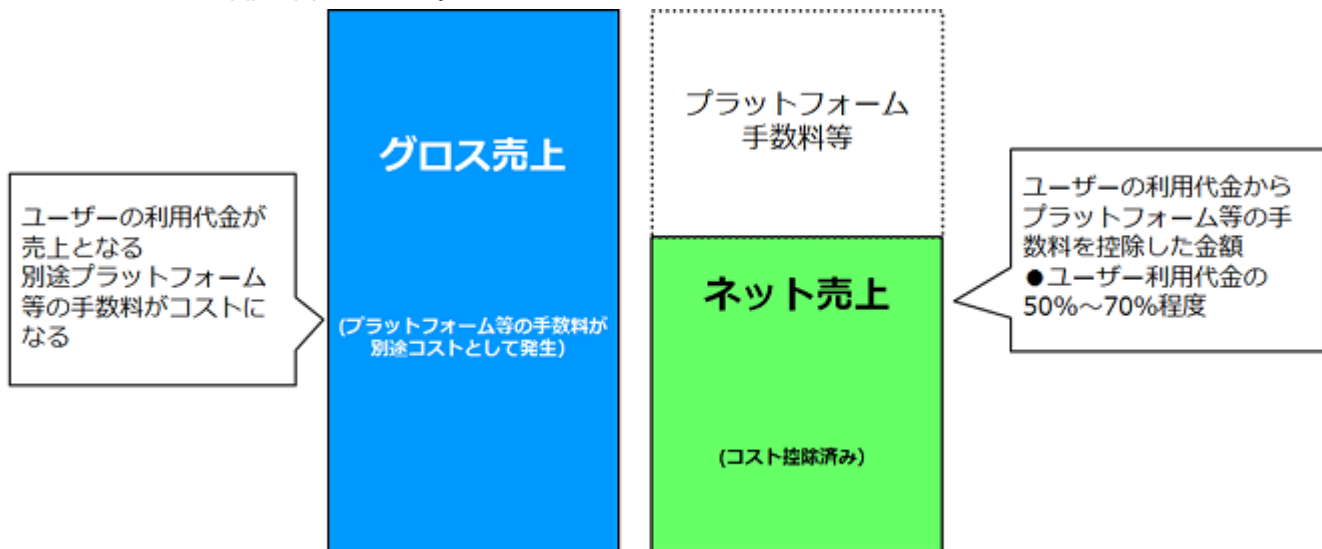 ユーザーの利用代金が
売上となる
別途プラットフォーム
等の手数料がコストに
なる
グロス売上
(プラットフォーム等の手数料が
別途コストとして発生)
プラットフォーム
手数料等
ネット売上
(コスト控除済み)
ユーザーの利用代金から
プラットフォーム等の手
数料を控除した金額
●ユーザー利用代金の
50%～70%程度